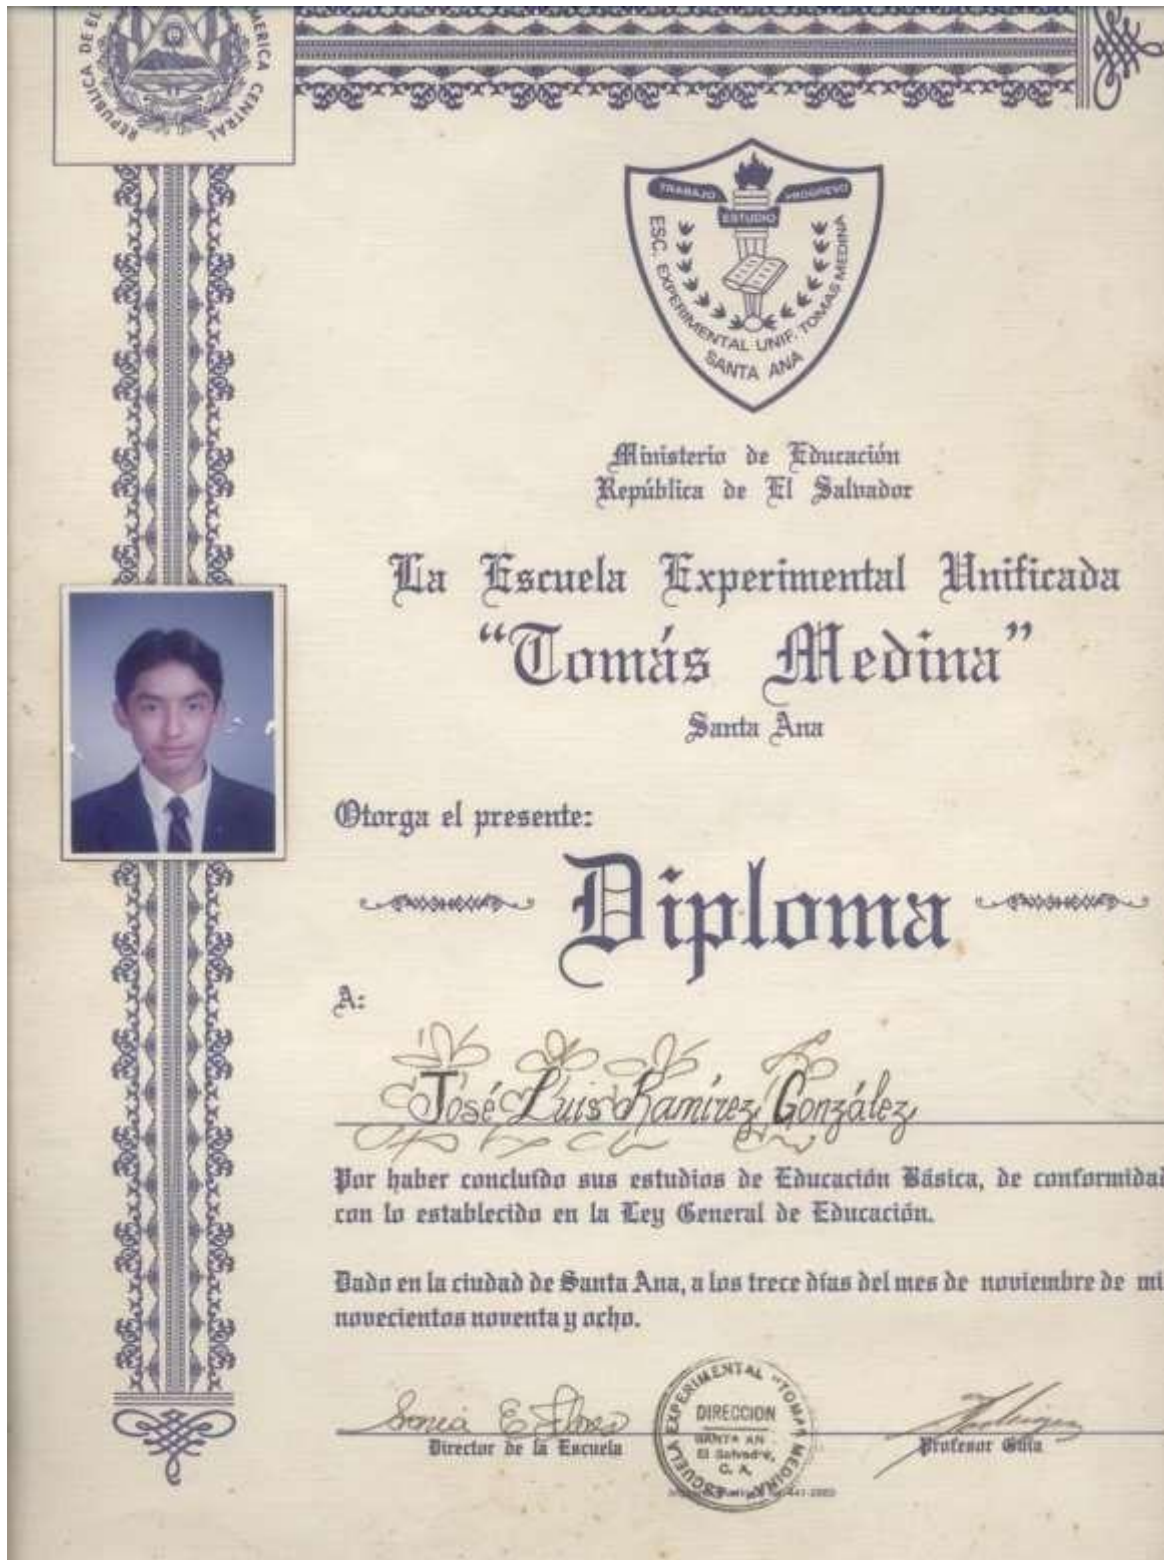 REPUBLICA DE EL
MERICA CENTRAL
TRABAJO
PROGRESO
ESTUDIO
ESC. EXPERIMENTAL UNIF. TOMAS MEDINA
SANTA ANA
Ministerio de Educación
República de El Salvador
La Escuela Experimental Unificada
“Tomás Medina”
Santa Ana
Otorga el presente:
Diploma
A:
José Luis Ramírez González,
Por haber concluído sus estudios de Educación Básica, de conformidad
con lo establecido en la Ley General de Educación.
Dado en la ciudad de Santa Ana, a los trece días del mes de noviembre de mi
novecientos noventa y ocho.
Sonia E. Flores
Director de la Escuela
ESCUELA EXPERIMENTAL "TOMAS MEDINA"
DIRECCION
SANTA AN
El Salvador,
C. A.
Profesor Guía